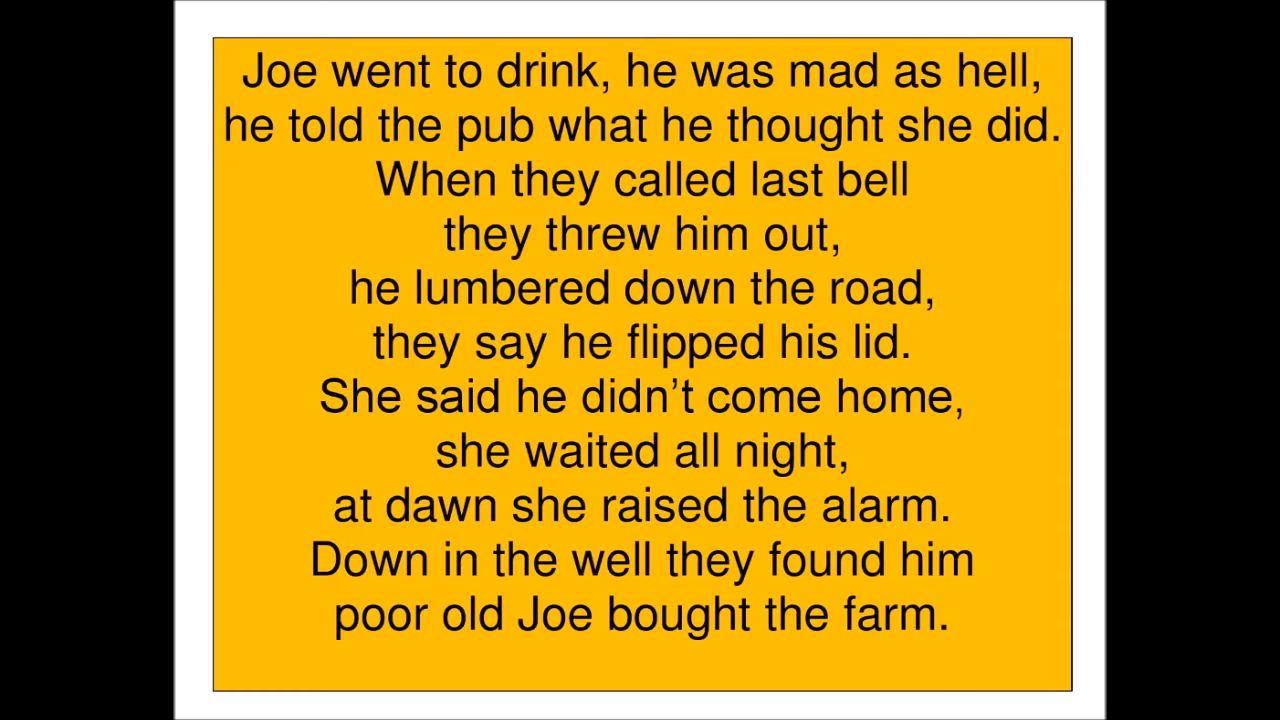 Joe went to drink, he was mad as hell,
he told the pub what he thought she did.
When they called last bell
they threw him out,
he lumbered down the road,
they say he flipped his lid.
She said he didn’t come home,
she waited all night,
at dawn she raised the alarm.
Down in the well they found him
poor old Joe bought the farm.